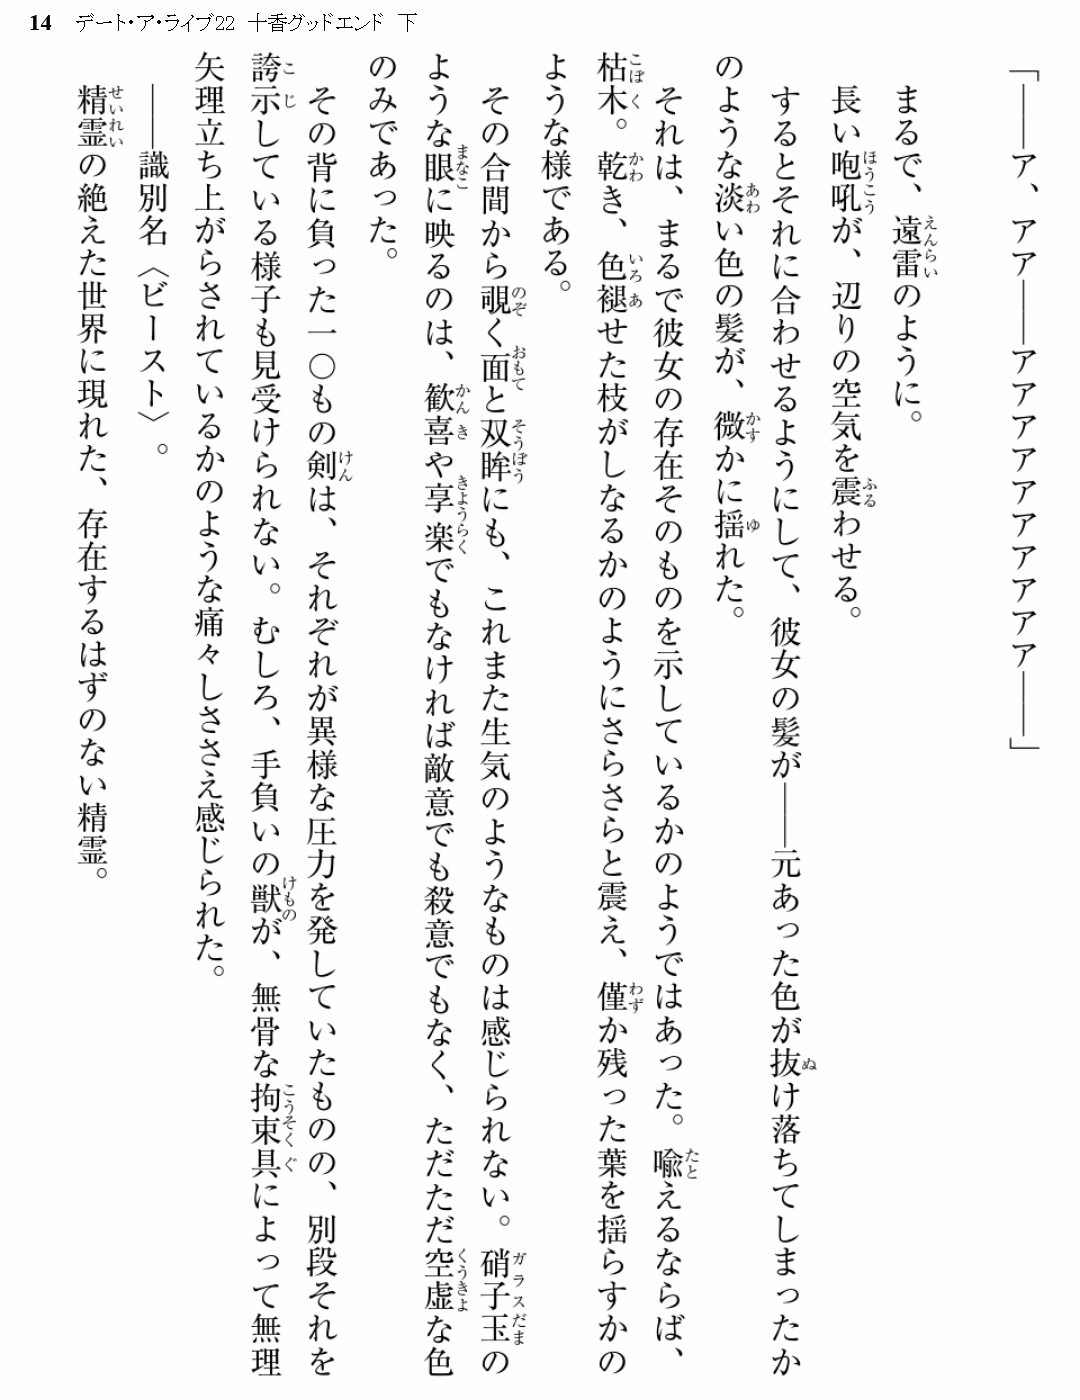 14 デート・ア・ライブ22 十香グッドエンド 下
「――ア、アア――アアアアアアアアアア――」
まるで、遠雷のように。
長い咆吼が、辺りの空気を震わせる。
するとそれに合わせるようにして、彼女の髪が――元あった色が抜け落ちてしまったか
のような淡い色の髪が、微かに揺れた。
それは、まるで彼女の存在そのものを示しているかのようではあった。喩えるならば、
枯木。乾き、色褪せた枝がしなるかのようにさらさらと震え、僅か残った葉を揺らすかの
ような様である。
その合間から覗く面と双眸にも、これまた生気のようなものは感じられない。硝子玉の
ような眼に映るのは、歓喜や享楽でもなければ敵意でも殺意でもなく、ただただ空虚な色
のみであった。
その背に負った一〇もの剣は、それぞれが異様な圧力を発していたものの、別段それを
誇示している様子も見受けられない。むしろ、手負いの獣が、無骨な拘束具によって無理
矢理立ち上がらされているかのような痛々しささえ感じられた。
――識別名〈ビースト〉。
精霊の絶えた世界に現れた、存在するはずのない精霊。